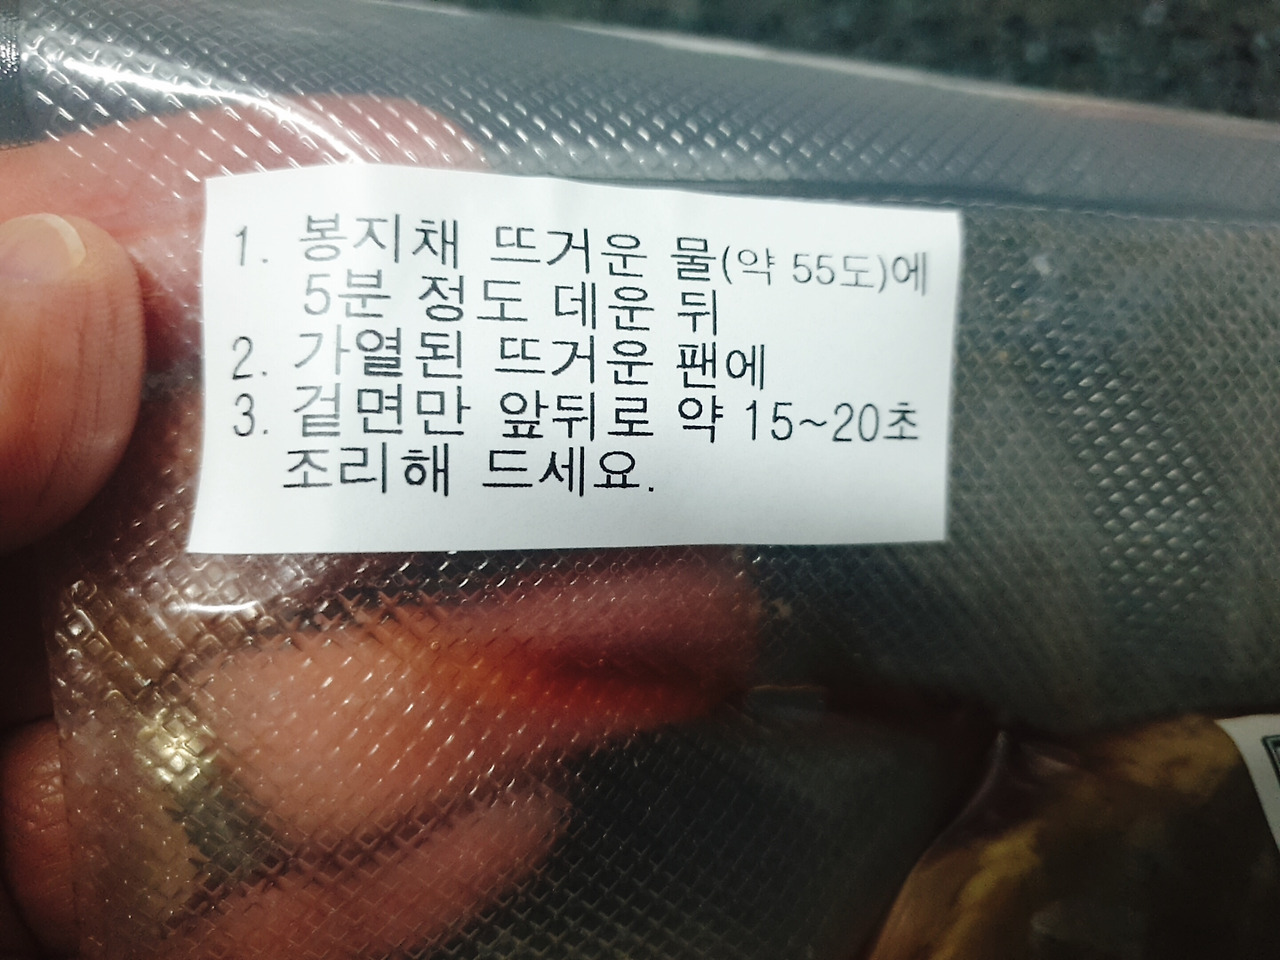 1. 봉지채 뜨거운 물(약 55도)에
5분 정도 데운 뒤
2. 가열된 뜨거운 팬에
3. 겉면만 앞뒤로 약 15~20초
조리해 드세요.